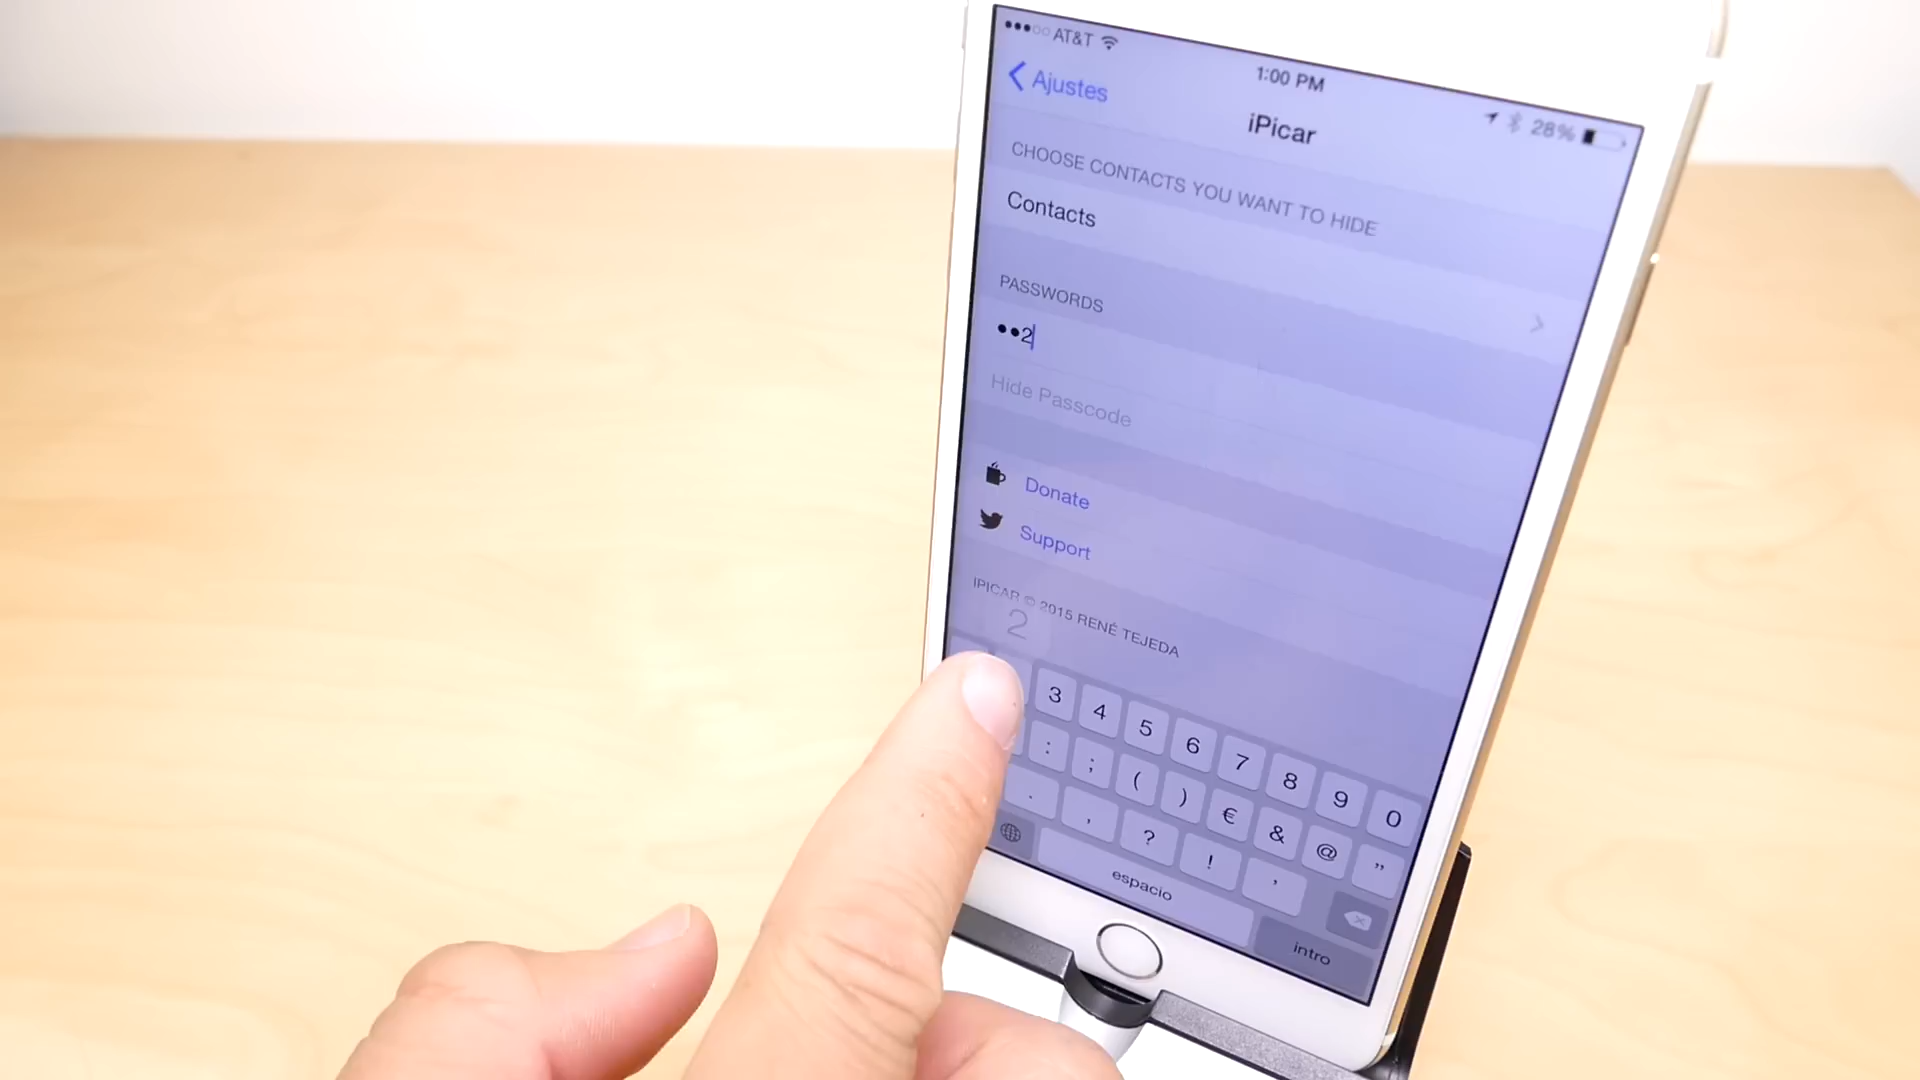 AT&T
1:00 PM
28%
Ajustes
iPicar
CHOOSE CONTACTS YOU WANT TO HIDE
Contacts
PASSWORDS
••2
Hide Passcode
Donate
Support
IPICAR © 2015 RENÉ TEJEDA
2
3 4 5 6 7 8 9 0
: ; ( ) € & @ ”
. , ? ! ’
espacio
intro